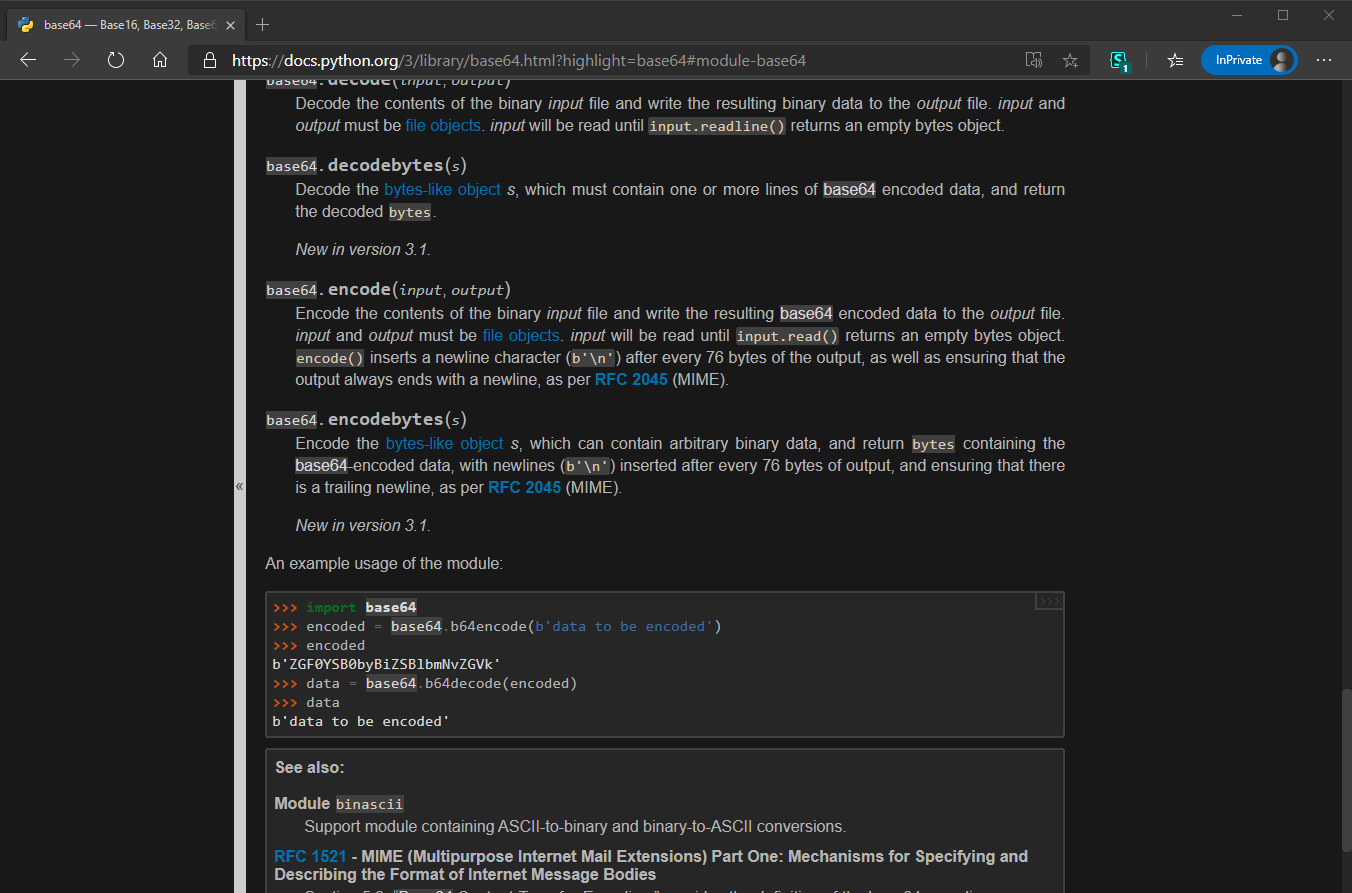 base64 — Base16, Base32, Base6
https://docs.python.org/3/library/base64.html?highlight=base64#module-base64
1
InPrivate
base64.decode(input, output)
Decode the contents of the binary input file and write the resulting binary data to the output file. input and
output must be file objects. input will be read until input.readline() returns an empty bytes object.
base64.decodebytes(s)
Decode the bytes-like object s, which must contain one or more lines of base64 encoded data, and return
the decoded bytes.
New in version 3.1.
base64.encode(input, output)
Encode the contents of the binary input file and write the resulting base64 encoded data to the output file.
input and output must be file objects. input will be read until input.read() returns an empty bytes object.
encode() inserts a newline character (b'\n') after every 76 bytes of the output, as well as ensuring that the
output always ends with a newline, as per RFC 2045 (MIME).
base64.encodebytes(s)
Encode the bytes-like object s, which can contain arbitrary binary data, and return bytes containing the
base64-encoded data, with newlines (b'\n') inserted after every 76 bytes of output, and ensuring that there
«
is a trailing newline, as per RFC 2045 (MIME).
New in version 3.1.
An example usage of the module:
>>>
>>> import base64
>>> encoded = base64.b64encode(b'data to be encoded')
>>> encoded
b'ZGF0YSB0byBiZSBlbmNvZGVk'
>>> data = base64.b64decode(encoded)
>>> data
b'data to be encoded'
See also:
Module binascii
Support module containing ASCII-to-binary and binary-to-ASCII conversions.
RFC 1521 - MIME (Multipurpose Internet Mail Extensions) Part One: Mechanisms for Specifying and
Describing the Format of Internet Message Bodies